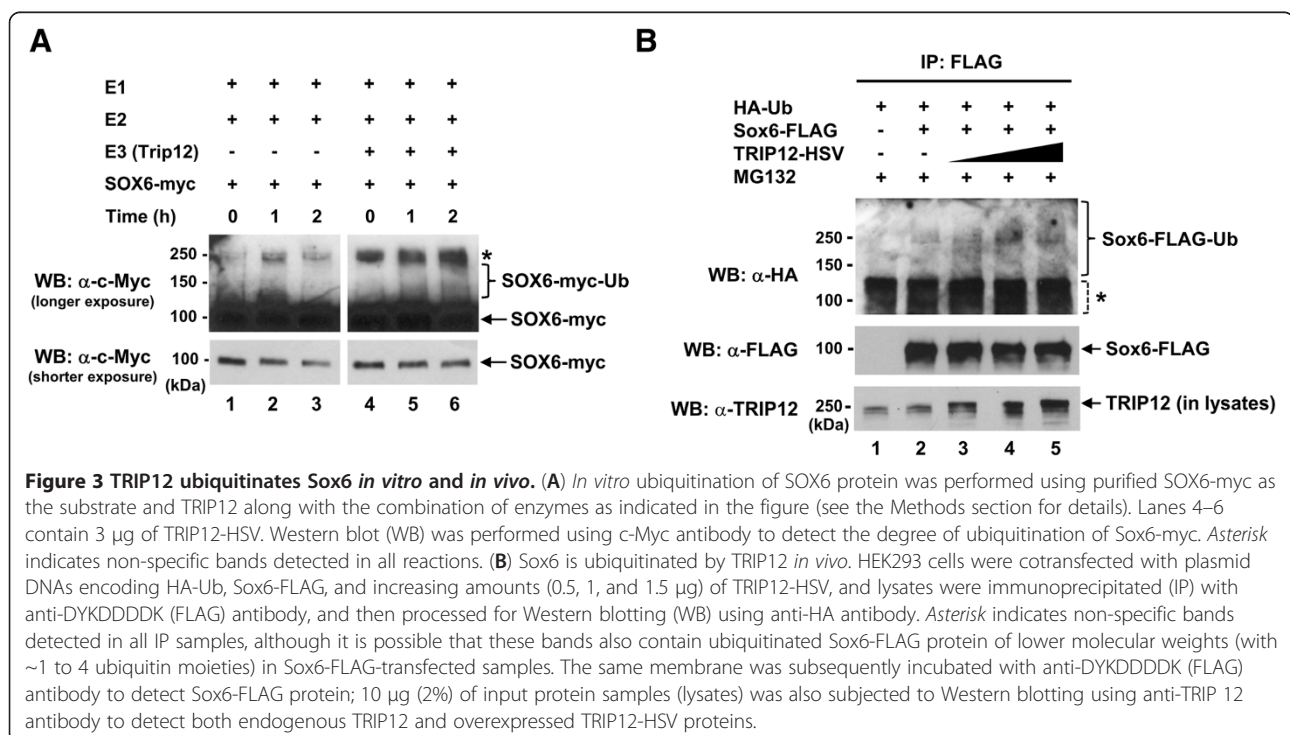 A
E1 + + + + + +
E2 + + + + + +
E3 (Trip12) - - - + + +
SOX6-myc + + + + + +
Time (h) 0 1 2 0 1 2
250 -
150 -
100 -
WB: α-c-Myc
(longer exposure)
*
SOX6-myc-Ub
SOX6-myc
WB: α-c-Myc
(shorter exposure)
100 -
(kDa)
SOX6-myc
1 2 3 4 5 6
B
IP: FLAG
HA-Ub + + + + +
Sox6-FLAG - + + + +
TRIP12-HSV - -
MG132 + + + + +
250 -
150 -
100 -
WB: α-HA
Sox6-FLAG-Ub
*
WB: α-FLAG 100 - Sox6-FLAG
WB: α-TRIP12 250 - TRIP12 (in lysates)
(kDa)
1 2 3 4 5
Figure 3 TRIP12 ubiquitinates Sox6 in vitro and in vivo. (A) In vitro ubiquitination of SOX6 protein was performed using purified SOX6-myc as
the substrate and TRIP12 along with the combination of enzymes as indicated in the figure (see the Methods section for details). Lanes 4–6
contain 3 μg of TRIP12-HSV. Western blot (WB) was performed using c-Myc antibody to detect the degree of ubiquitination of Sox6-myc. Asterisk
indicates non-specific bands detected in all reactions. (B) Sox6 is ubiquitinated by TRIP12 in vivo. HEK293 cells were cotransfected with plasmid
DNAs encoding HA-Ub, Sox6-FLAG, and increasing amounts (0.5, 1, and 1.5 μg) of TRIP12-HSV, and lysates were immunoprecipitated (IP) with
anti-DYKDDDDK (FLAG) antibody, and then processed for Western blotting (WB) using anti-HA antibody. Asterisk indicates non-specific bands
detected in all IP samples, although it is possible that these bands also contain ubiquitinated Sox6-FLAG protein of lower molecular weights (with
~1 to 4 ubiquitin moieties) in Sox6-FLAG-transfected samples. The same membrane was subsequently incubated with anti-DYKDDDDK (FLAG)
antibody to detect Sox6-FLAG protein; 10 μg (2%) of input protein samples (lysates) was also subjected to Western blotting using anti-TRIP 12
antibody to detect both endogenous TRIP12 and overexpressed TRIP12-HSV proteins.